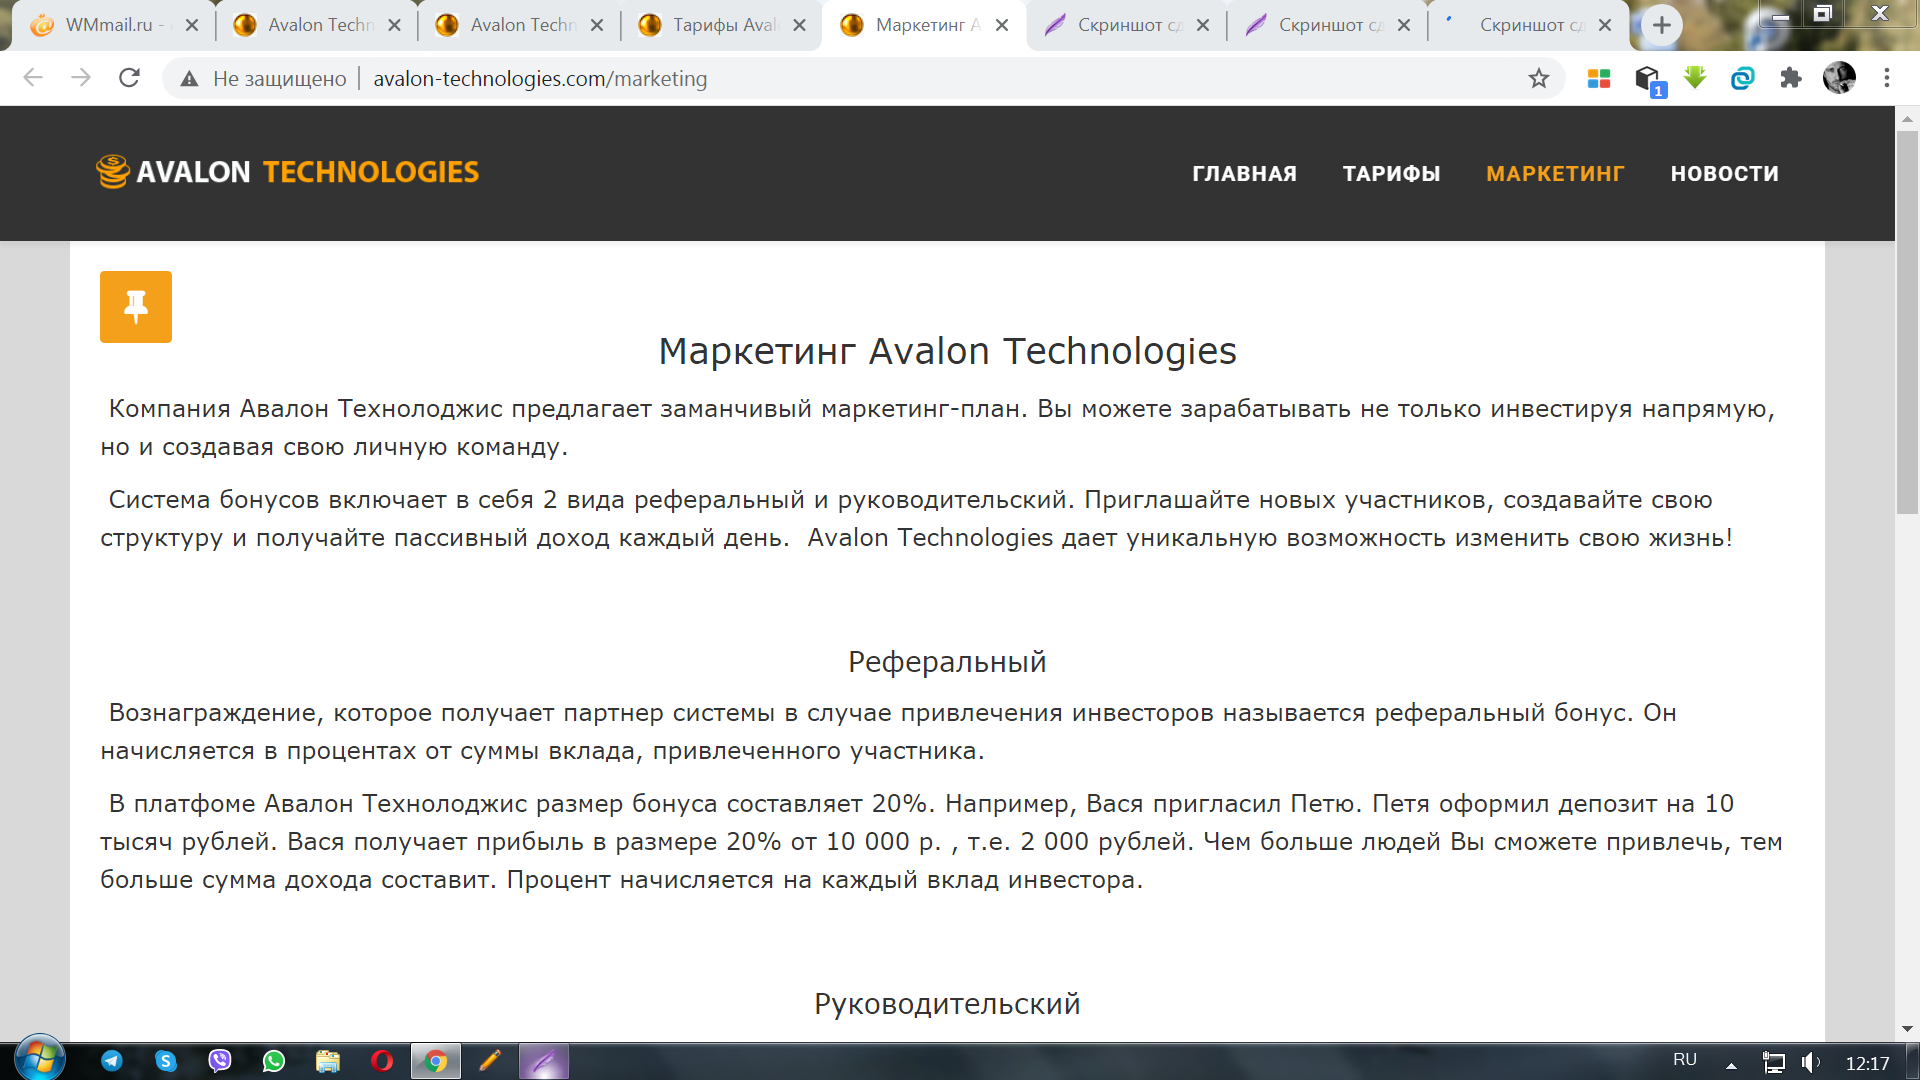 WMmail.ru -
Avalon Techn
Avalon Techn
Тарифы Aval
Маркетинг A
Скриншот сд
Скриншот сд
Скриншот сд
Не защищено
avalon-technologies.com/marketing
1
AVALON TECHNOLOGIES
ГЛАВНАЯ
ТАРИФЫ
МАРКЕТИНГ
НОВОСТИ
Маркетинг Avalon Technologies
Компания Авалон Технолоджис предлагает заманчивый маркетинг-план. Вы можете зарабатывать не только инвестируя напрямую,
но и создавая свою личную команду.
Система бонусов включает в себя 2 вида реферальный и руководительский. Приглашайте новых участников, создавайте свою
структуру и получайте пассивный доход каждый день.  Avalon Technologies дает уникальную возможность изменить свою жизнь!
Реферальный
Вознаграждение, которое получает партнер системы в случае привлечения инвесторов называется реферальный бонус. Он
начисляется в процентах от суммы вклада, привлеченного участника.
В платфоме Авалон Технолоджис размер бонуса составляет 20%. Например, Вася пригласил Петю. Петя оформил депозит на 10
тысяч рублей. Вася получает прибыль в размере 20% от 10 000 р. , т.е. 2 000 рублей. Чем больше людей Вы сможете привлечь, тем
больше сумма дохода составит. Процент начисляется на каждый вклад инвестора.
Руководительский
RU
12:17